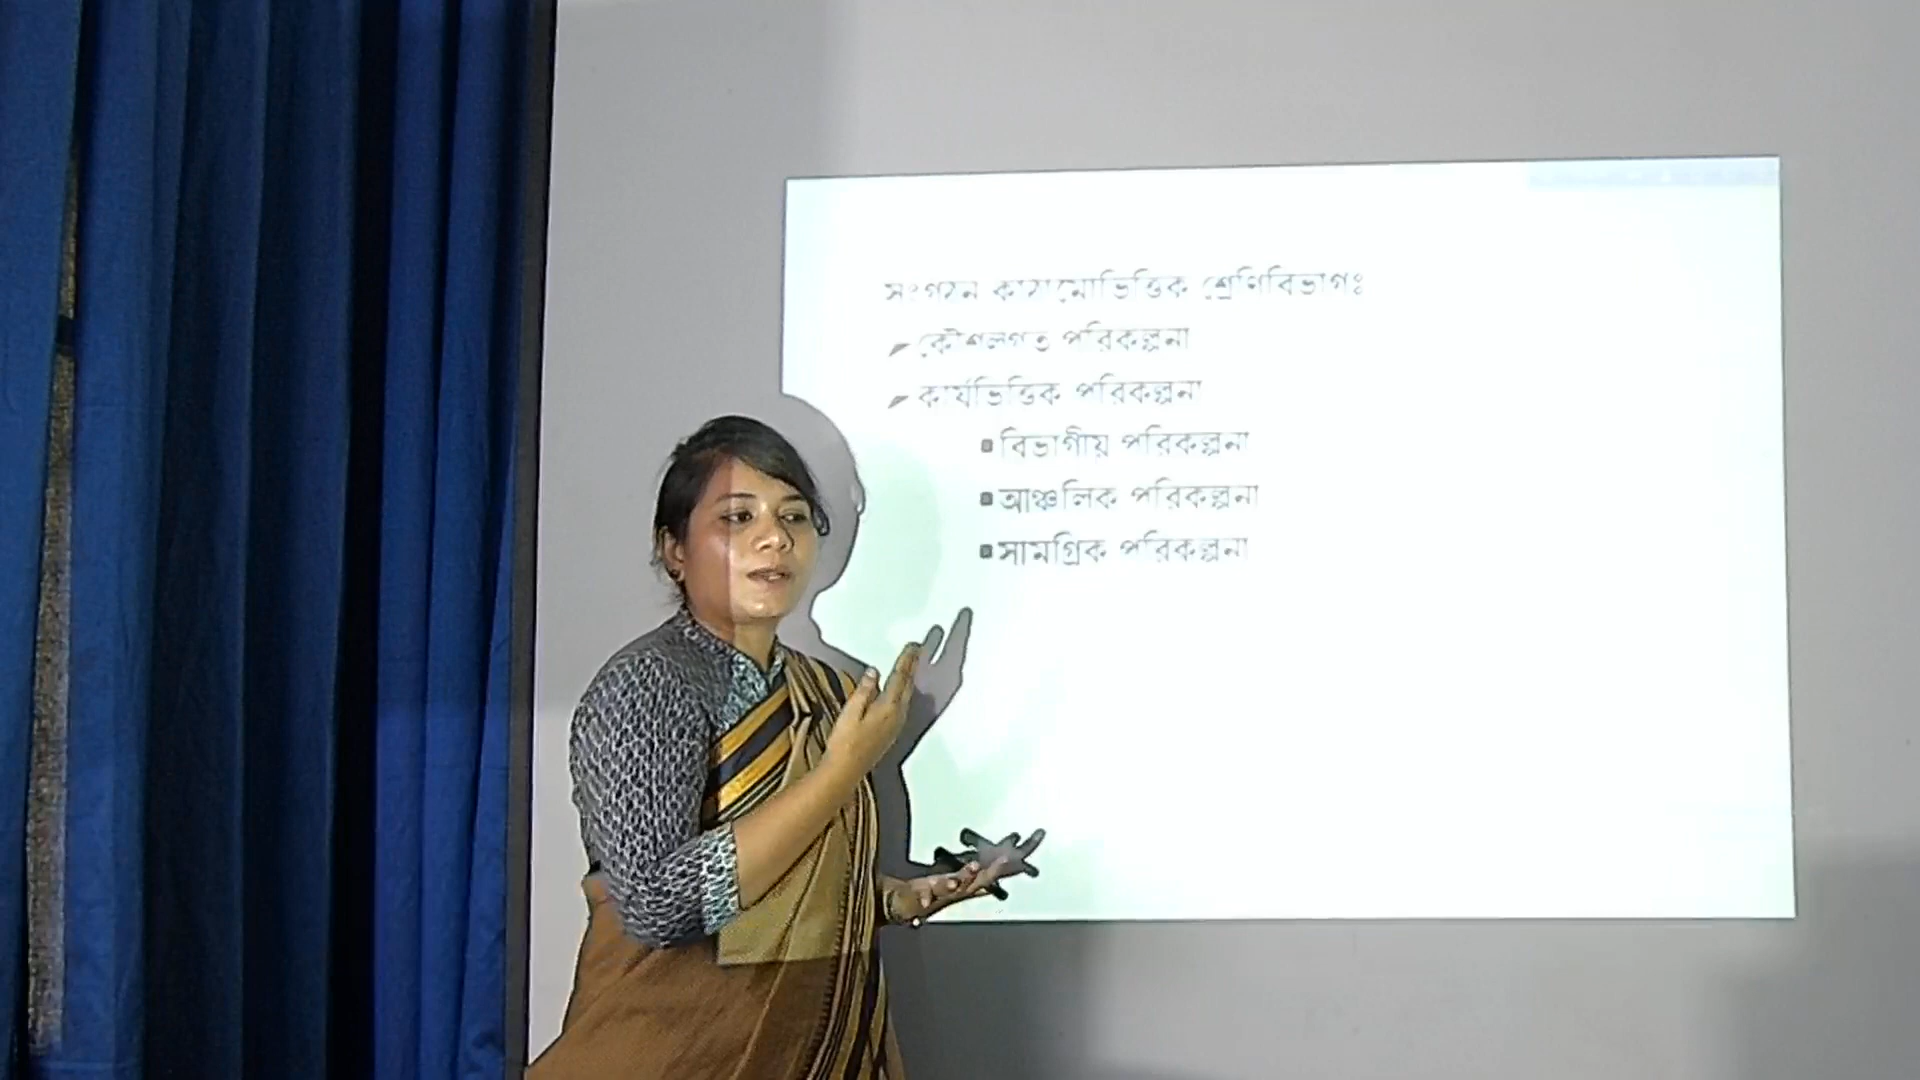 সংগঠন কাঠামোভিত্তিক শ্রেণিবিভাগঃ
➢ কৌশলগত পরিকল্পনা
➢ কার্যভিত্তিক পরিকল্পনা
▪ বিভাগীয় পরিকল্পনা
▪ আঞ্চলিক পরিকল্পনা
▪ সামগ্রিক পরিকল্পনা